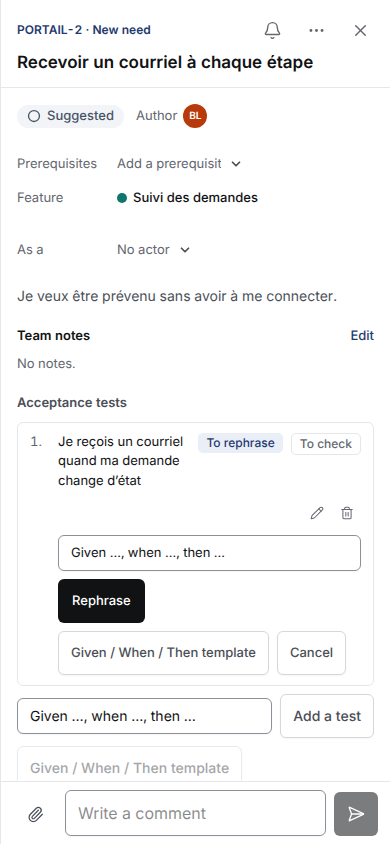 PORTAIL-2 · New need
Recevoir un courriel à chaque étape
Suggested
Author BL
Prerequisites
Add a prerequisit
Feature
Suivi des demandes
As a
No actor
Je veux être prévenu sans avoir à me connecter.
Team notes
Edit
No notes.
Acceptance tests
1.
Je reçois un courriel
quand ma demande
change d’état
To rephrase
To check
Given ..., when ..., then ...
Rephrase
Given / When / Then template
Cancel
Given ..., when ..., then ...
Add a test
Given / When / Then template
Write a comment